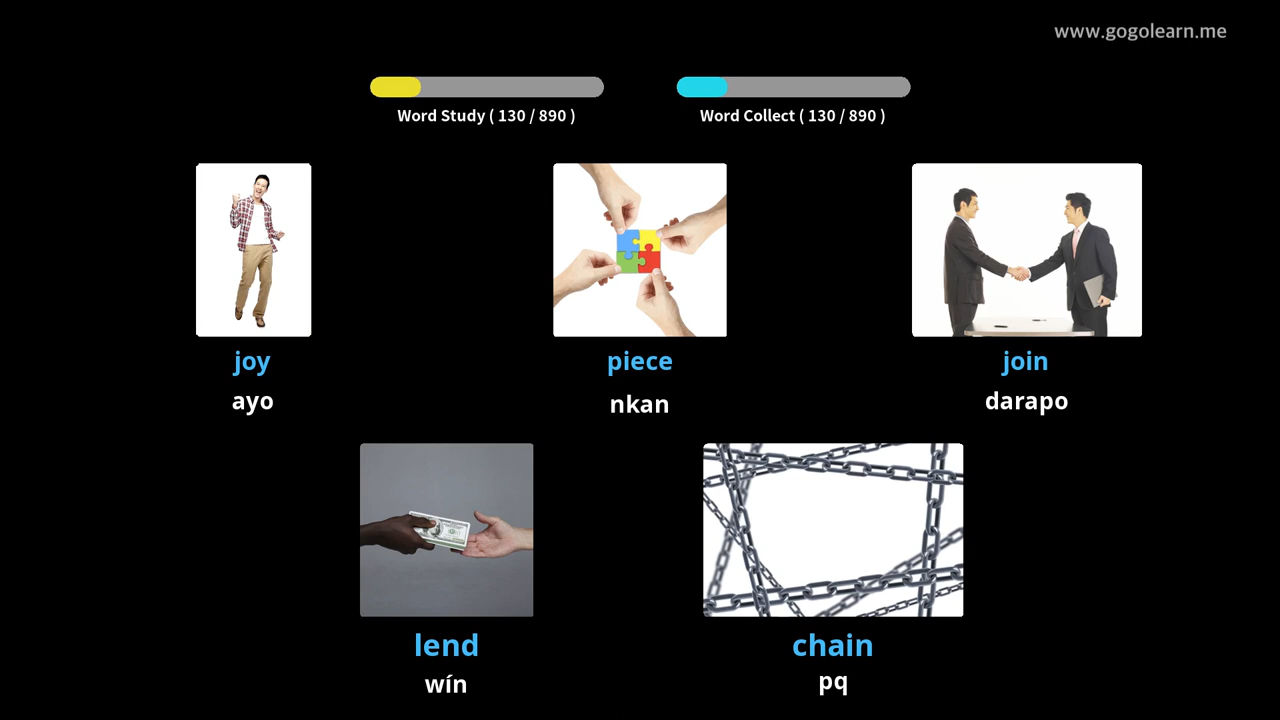 www.gogolearn.me
Word Study ( 130 / 890 )
Word Collect ( 130 / 890 )
joy
ayo
piece
nkan
join
darapo
lend
wín
chain
pq